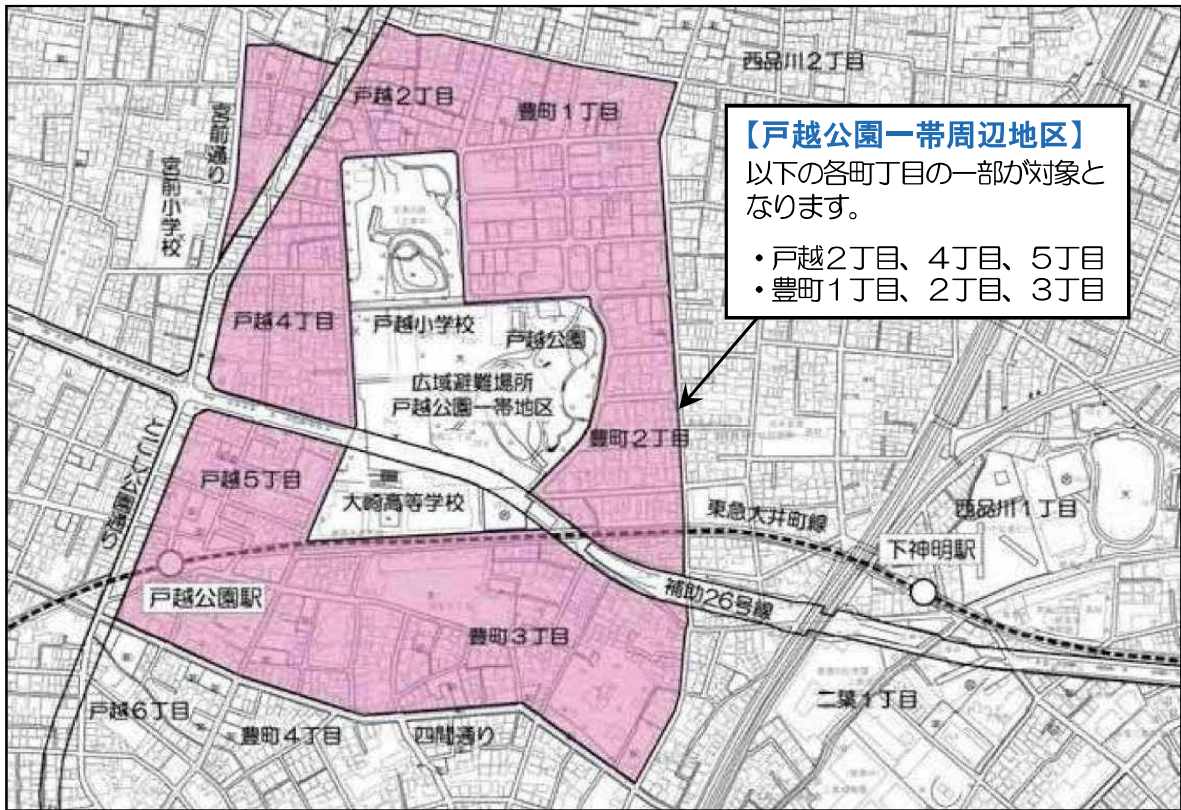 西品川2丁目
戸越2丁目
豊町1丁目
宮前通り
宮前小学校
【戸越公園一帯周辺地区】
以下の各町丁目の一部が対象と
なります。
・戸越2丁目、4丁目、5丁目
・豊町1丁目、2丁目、3丁目
戸越4丁目
戸越小学校
戸越公園
広域避難場所
戸越公園一帯地区
豊町2丁目
戸越5丁目
大崎高等学校
とごし公園通り
東急大井町線
西品川1丁目
下神明駅
戸越公園駅
補助26号線
豊町3丁目
戸越6丁目
豊町4丁目
四間通り
二葉1丁目